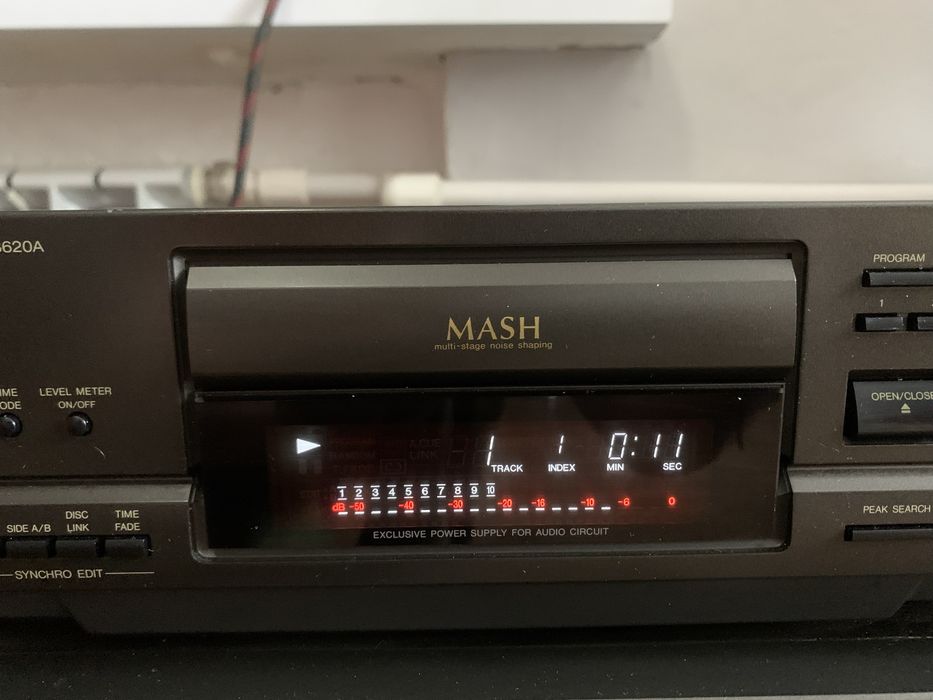 620A
MASH
multi-stage noise shaping
PROGRAM
1
OPEN/CLOSE
PEAK SEARCH
LEVEL METER
ON/OFF
SIDE A/B
DISC
LINK
TIME
FADE
SYNCHRO EDIT
A.CUE
RANDOM
LINK
1 TRACK
1 INDEX
0:11
MIN SEC
1 2 3 4 5 6 7 8 9 10
dB -50 -40 -30 -20 -16 -10 -6 0
EXCLUSIVE POWER SUPPLY FOR AUDIO CIRCUIT